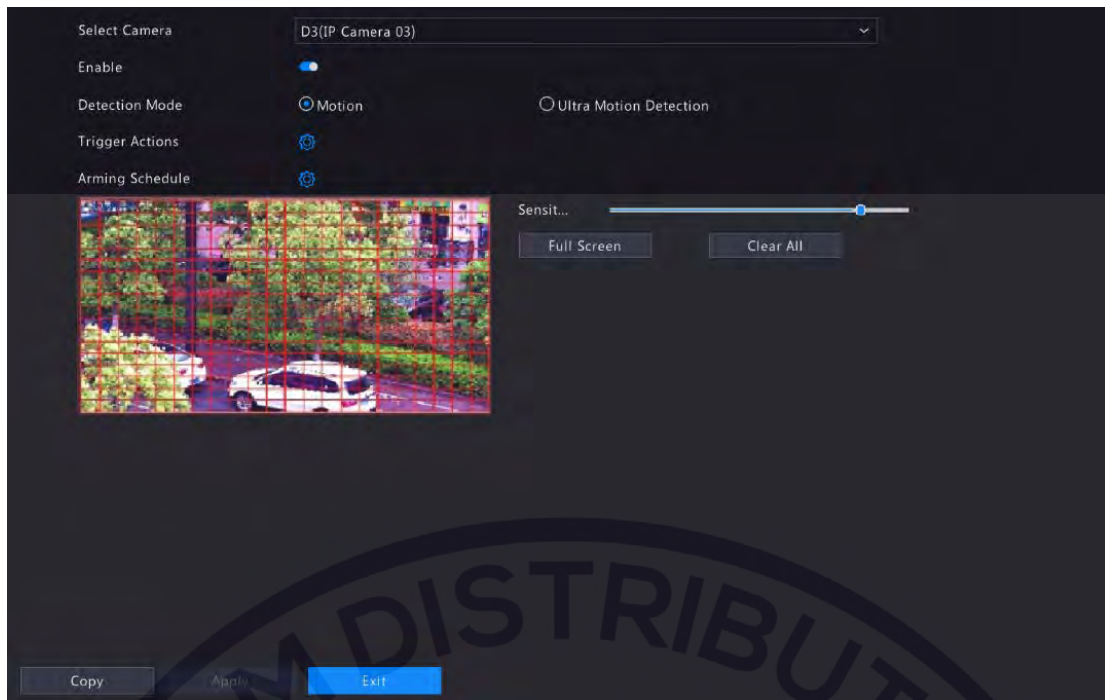 Select Camera D3(IP Camera 03)
Enable
Detection Mode Motion Ultra Motion Detection
Trigger Actions
Arming Schedule
Sensit...
Full Screen Clear All
M DISTRIBUT
Copy Apply Exit